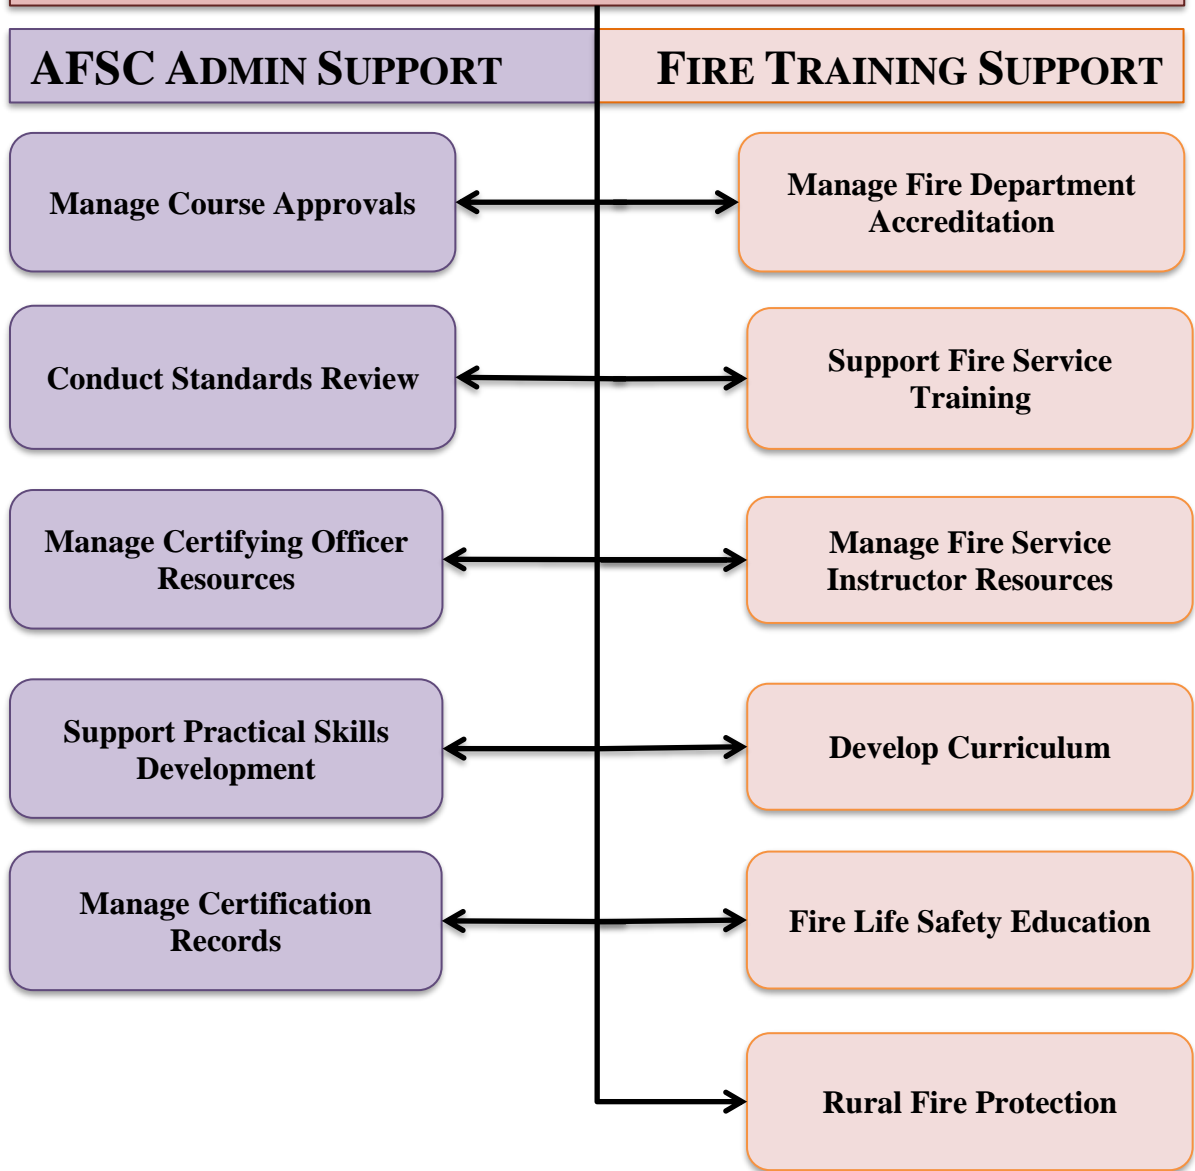 AFSC ADMIN SUPPORT
FIRE TRAINING SUPPORT
Manage Course Approvals
Manage Fire Department
Accreditation
Conduct Standards Review
Support Fire Service
Training
Manage Certifying Officer
Resources
Manage Fire Service
Instructor Resources
Support Practical Skills
Development
Develop Curriculum
Manage Certification
Records
Fire Life Safety Education
Rural Fire Protection